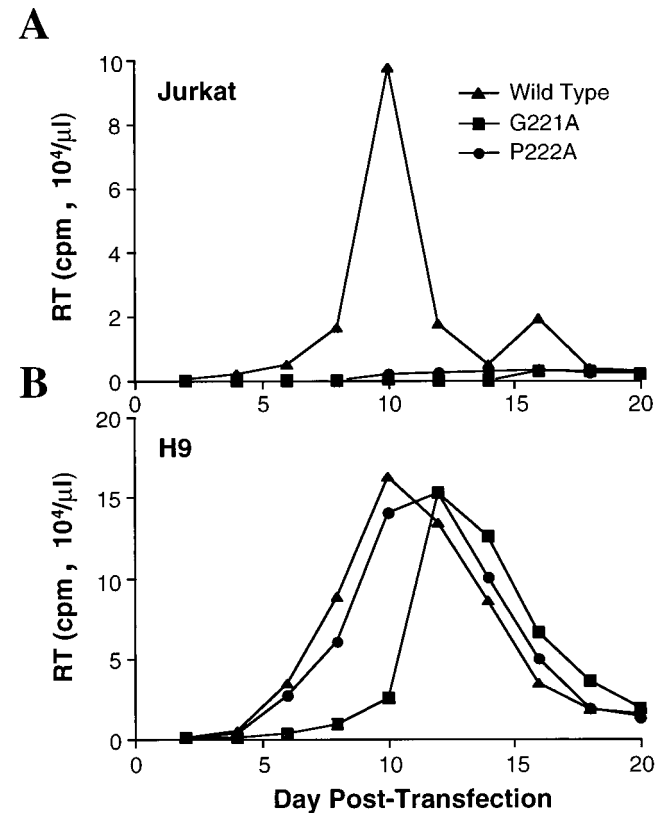 A
Jurkat
Wild Type
G221A
P222A
RT (cpm , 10⁴/µl)
10
8
6
4
2
0
0 5 10 15 20
B
H9
RT (cpm , 10⁴/µl)
20
15
10
5
0
0 5 10 15 20
Day Post-Transfection